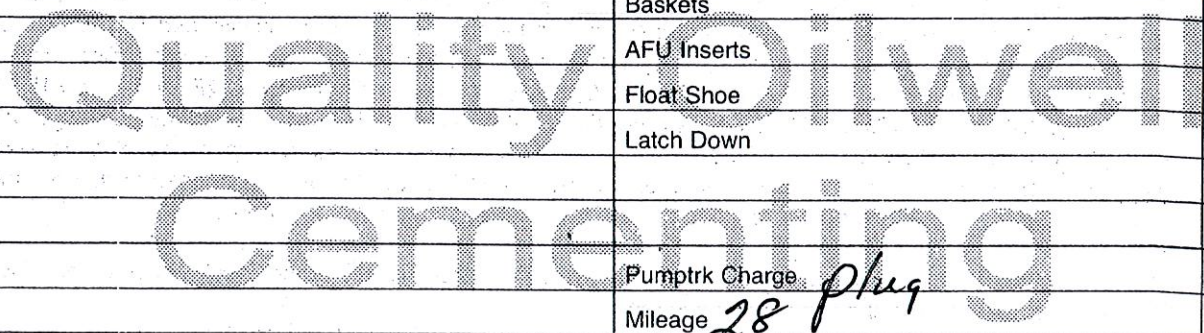 Baskets
AFU Inserts
Float Shoe
Latch Down
Quality Oilwell
Cementing
Pumptrk Charge plug
Mileage 28